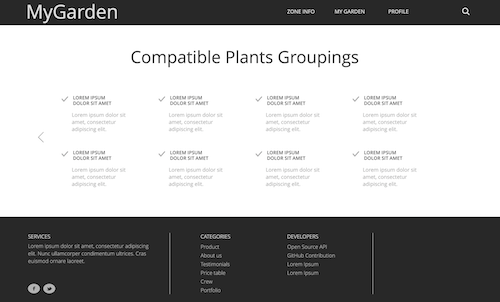 MyGarden
ZONE INFO MY GARDEN PROFILE
Compatible Plants Groupings
LOREM IPSUM
DOLOR SIT AMET
Lorem ipsum dolor sit
amet, consectetur
adipiscing elit.
LOREM IPSUM
DOLOR SIT AMET
Lorem ipsum dolor sit
amet, consectetur
adipiscing elit.
LOREM IPSUM
DOLOR SIT AMET
Lorem ipsum dolor sit
amet, consectetur
adipiscing elit.
LOREM IPSUM
DOLOR SIT AMET
Lorem ipsum dolor sit
amet, consectetur
adipiscing elit.
LOREM IPSUM
DOLOR SIT AMET
Lorem ipsum dolor sit
amet, consectetur
adipiscing elit.
LOREM IPSUM
DOLOR SIT AMET
Lorem ipsum dolor sit
amet, consectetur
adipiscing elit.
LOREM IPSUM
DOLOR SIT AMET
Lorem ipsum dolor sit
amet, consectetur
adipiscing elit.
LOREM IPSUM
DOLOR SIT AMET
Lorem ipsum dolor sit
amet, consectetur
adipiscing elit.
SERVICES
Lorem ipsum dolor sit amet, consectetur adipiscing
elit. Nunc ullamcorper condimentum ultrices. Cras
euismod ornare laoreet.
CATEGORIES
Product
About us
Testimonials
Price table
Crew
Portfolio
DEVELOPERS
Open Source API
GitHub Contribution
Lorem Ipsum
Lorem Ipsum